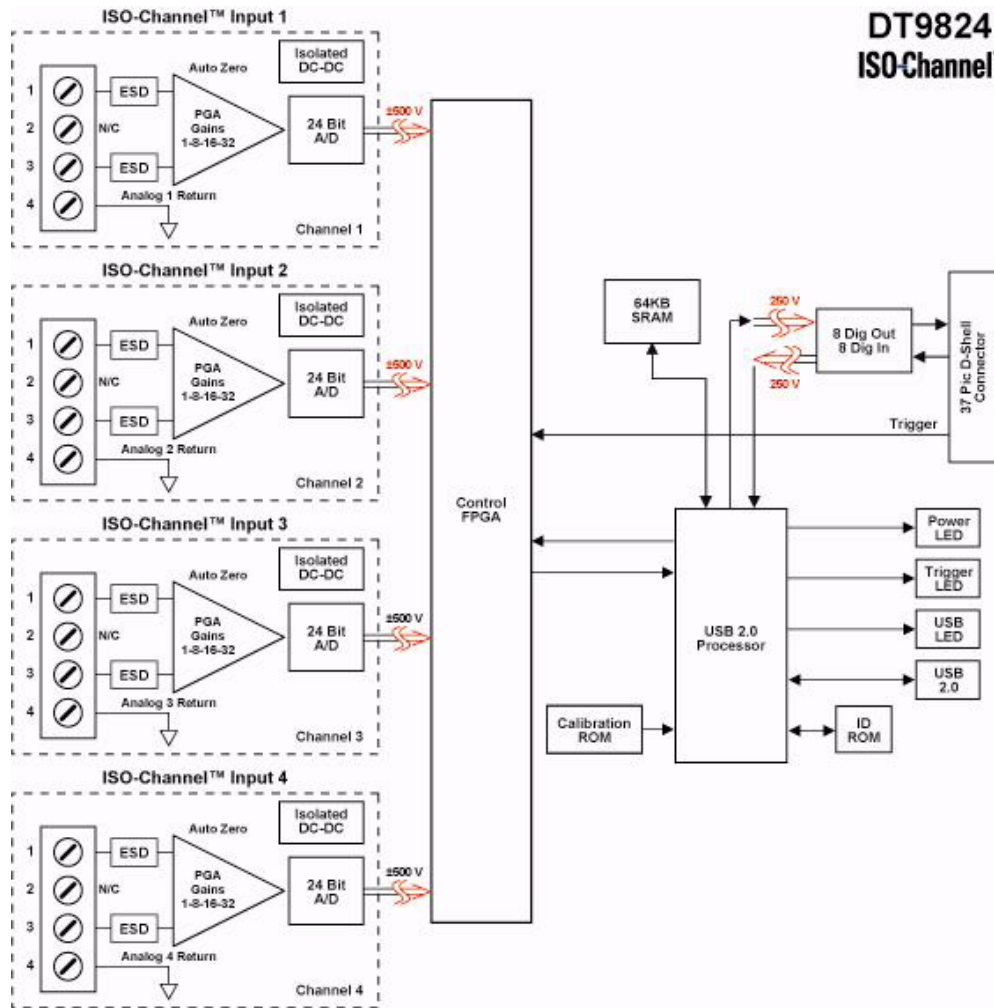 DT9824
ISO-Channel
ISO-Channel™ Input 1
Isolated
DC-DC
Auto Zero
1
ESD
PGA
Gains
1-8-16-32
24 Bit
A/D
±500 V
2
N/C
3
ESD
4
Analog 1 Return
Channel 1
ISO-Channel™ Input 2
Isolated
DC-DC
Auto Zero
1
ESD
PGA
Gains
1-8-16-32
24 Bit
A/D
±500 V
2
N/C
3
ESD
4
Analog 2 Return
Channel 2
ISO-Channel™ Input 3
Isolated
DC-DC
Auto Zero
1
ESD
PGA
Gains
1-8-16-32
24 Bit
A/D
±500 V
2
N/C
3
ESD
4
Analog 3 Return
Channel 3
ISO-Channel™ Input 4
Isolated
DC-DC
Auto Zero
1
ESD
PGA
Gains
1-8-16-32
24 Bit
A/D
±500 V
2
N/C
3
ESD
4
Analog 4 Return
Channel 4
Control
FPGA
64KB
SRAM
250 V
250 V
8 Dig Out
8 Dig In
37 Pic D-Shell
Connector
Trigger
USB 2.0
Processor
Calibration
ROM
Power
LED
Trigger
LED
USB
LED
USB
2.0
ID
ROM